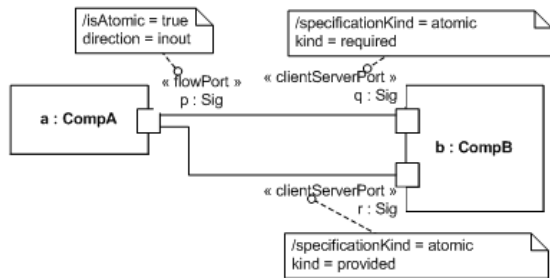 /isAtomic = true
direction = inout
/specificationKind = atomic
kind = required
« flowPort »
p : Sig
« clientServerPort »
q : Sig
a : CompA
b : CompB
« clientServerPort »
r : Sig
/specificationKind = atomic
kind = provided